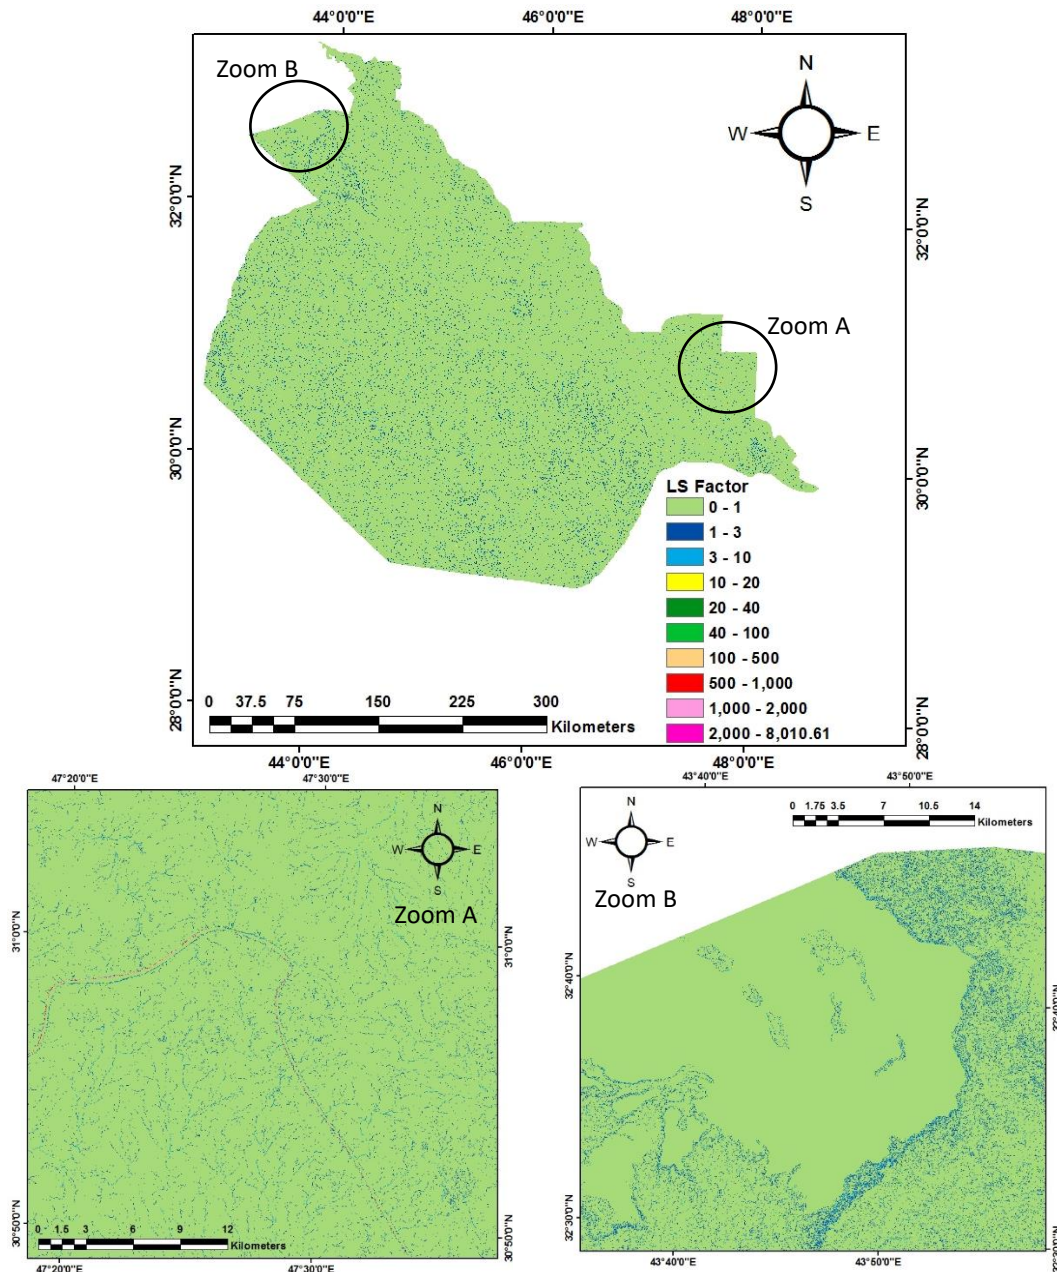 44°0'0"E 46°0'0"E 48°0'0"E
Zoom B
N
W E
S
32°0'0"N
32°0'0"N
Zoom A
30°0'0"N
30°0'0"N
LS Factor
0 - 1
1 - 3
3 - 10
10 - 20
20 - 40
40 - 100
100 - 500
500 - 1,000
1,000 - 2,000
2,000 - 8,010.61
28°0'0"N
28°0'0"N
0 37.5 75 150 225 300
Kilometers
44°0'0"E 46°0'0"E 48°0'0"E
47°20'0"E 47°30'0"E
N
W E
S
Zoom A
31°0'0"N
31°0'0"N
30°50'0"N
30°50'0"N
0 1.5 3 6 9 12
Kilometers
47°20'0"E 47°30'0"E
43°40'0"E 43°50'0"E
0 1.75 3.5 7 10.5 14
Kilometers
N
W E
S
Zoom B
32°40'0"N
32°40'0"N
32°30'0"N
32°30'0"N
43°40'0"E 43°50'0"E